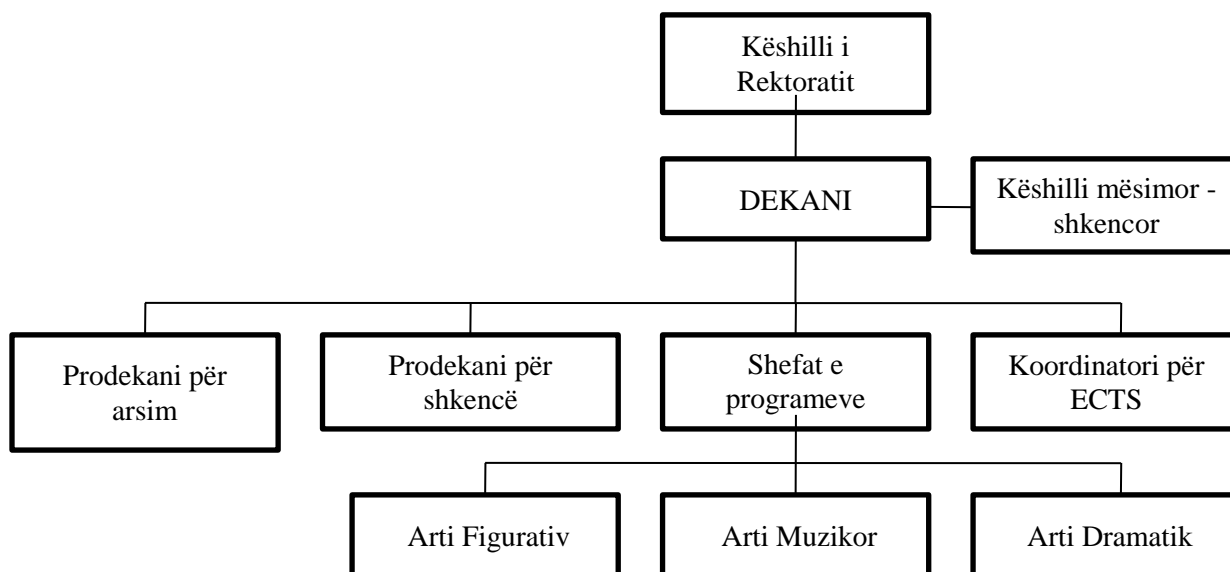 Këshilli i
Rektoratit
DEKANI
Këshilli mësimor -
shkencor
Prodekani për
arsim
Prodekani për
shkencë
Shefat e
programeve
Koordinatori për
ECTS
Arti Figurativ
Arti Muzikor
Arti Dramatik